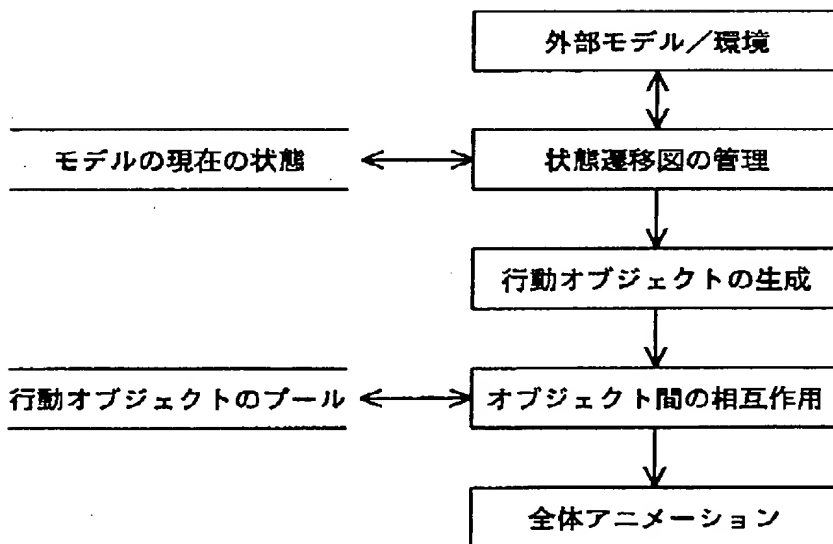 外部モデル／環境
モデルの現在の状態
状態遷移図の管理
行動オブジェクトの生成
行動オブジェクトのプール
オブジェクト間の相互作用
全体アニメーション